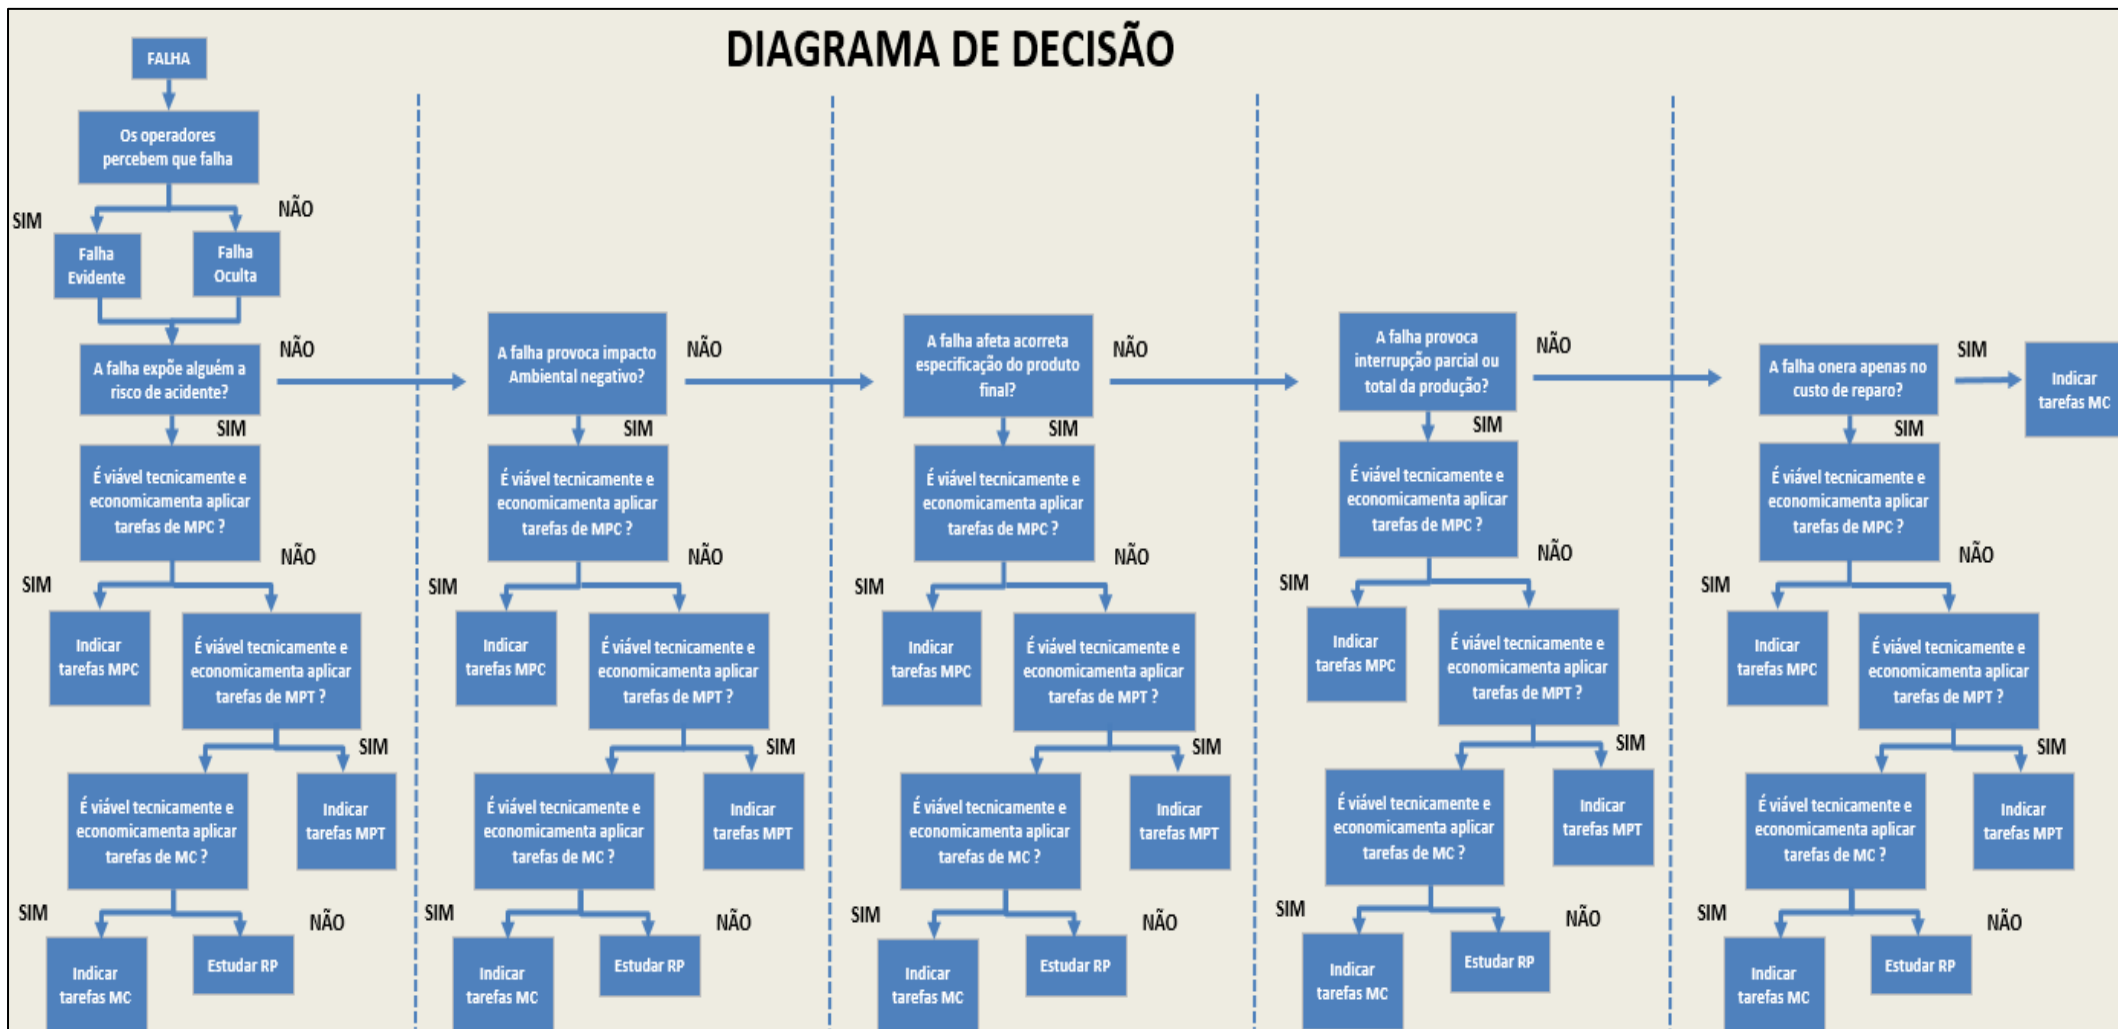 DIAGRAMA DE DECISÃO
FALHA
Os operadores
percebem que falha
SIM
NÃO
Falha
Evidente
Falha
Oculta
A falha expõe alguém a
risco de acidente?
NÃO
SIM
É viável tecnicamente e
economicamenta aplicar
tarefas de MPC ?
NÃO
SIM
Indicar
tarefas MPC
É viável tecnicamente e
economicamenta aplicar
tarefas de MPT ?
SIM
É viável tecnicamente e
economicamenta aplicar
tarefas de MC ?
Indicar
tarefas MPT
SIM
NÃO
Indicar
tarefas MC
Estudar RP
A falha provoca impacto
Ambiental negativo?
NÃO
SIM
É viável tecnicamente e
economicamenta aplicar
tarefas de MPC ?
NÃO
SIM
Indicar
tarefas MPC
É viável tecnicamente e
economicamenta aplicar
tarefas de MPT ?
SIM
É viável tecnicamente e
economicamenta aplicar
tarefas de MC ?
Indicar
tarefas MPT
SIM
NÃO
Indicar
tarefas MC
Estudar RP
A falha afeta acorreta
especificação do produto
final?
NÃO
SIM
É viável tecnicamente e
economicamenta aplicar
tarefas de MPC ?
NÃO
SIM
Indicar
tarefas MPC
É viável tecnicamente e
economicamenta aplicar
tarefas de MPT ?
SIM
É viável tecnicamente e
economicamenta aplicar
tarefas de MC ?
Indicar
tarefas MPT
SIM
NÃO
Indicar
tarefas MC
Estudar RP
A falha provoca
interrupção parcial ou
total da produção?
NÃO
SIM
É viável tecnicamente e
economicamenta aplicar
tarefas de MPC ?
NÃO
SIM
Indicar
tarefas MPC
É viável tecnicamente e
economicamenta aplicar
tarefas de MPT ?
SIM
É viável tecnicamente e
economicamenta aplicar
tarefas de MC ?
Indicar
tarefas MPT
SIM
NÃO
Indicar
tarefas MC
Estudar RP
A falha onera apenas no
custo de reparo?
SIM
Indicar
tarefas MC
SIM
É viável tecnicamente e
economicamenta aplicar
tarefas de MPC ?
NÃO
SIM
Indicar
tarefas MPC
É viável tecnicamente e
economicamenta aplicar
tarefas de MPT ?
SIM
É viável tecnicamente e
economicamenta aplicar
tarefas de MC ?
Indicar
tarefas MPT
SIM
NÃO
Indicar
tarefas MC
Estudar RP